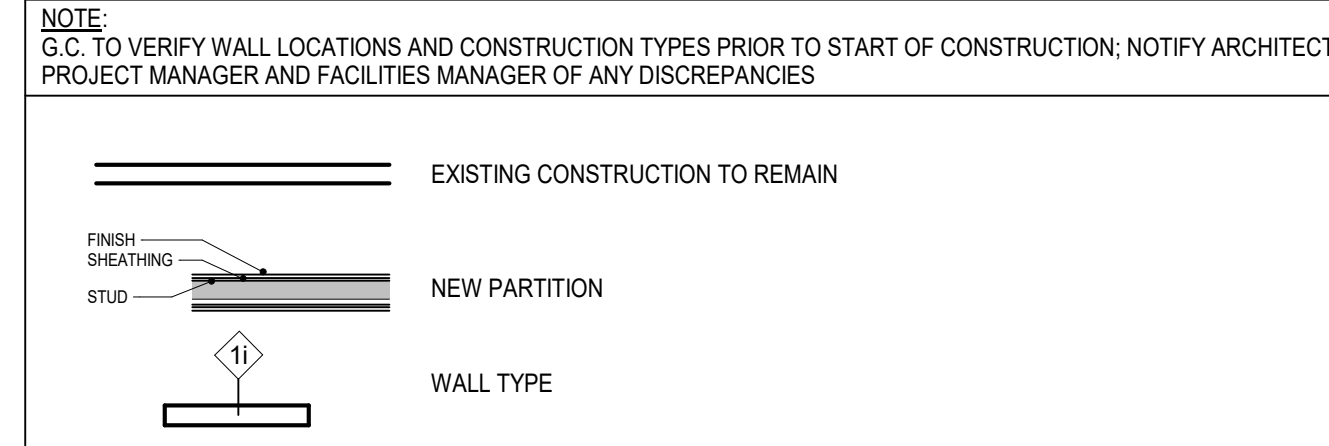 NOTE:
G.C. TO VERIFY WALL LOCATIONS AND CONSTRUCTION TYPES PRIOR TO START OF CONSTRUCTION; NOTIFY ARCHITECT
PROJECT MANAGER AND FACILITIES MANAGER OF ANY DISCREPANCIES
EXISTING CONSTRUCTION TO REMAIN
FINISH
SHEATHING
STUD
NEW PARTITION
1i
WALL TYPE